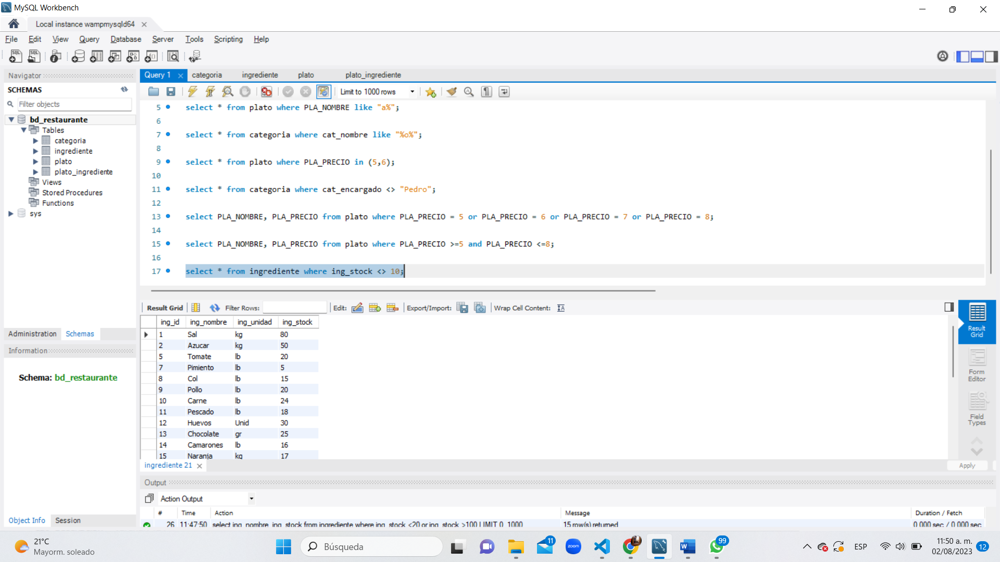 MySQL Workbench
Local instance wampmysqld64
File Edit View Query Database Server Tools Scripting Help
Navigator
SCHEMAS
Filter objects
bd_restaurante
Tables
categoria
ingrediente
plato
plato_ingrediente
Views
Stored Procedures
Functions
sys
Administration Schemas
Information
Schema: bd_restaurante
Object Info Session
Query 1 categoria ingrediente plato plato_ingrediente
Limit to 1000 rows
5 select * from plato where PLA_NOMBRE like "a%";
6
7 select * from categoria where cat_nombre like "%o%";
8
9 select * from plato where PLA_PRECIO in (5,6);
10
11 select * from categoria where cat_encargado <> "Pedro";
12
13 select PLA_NOMBRE, PLA_PRECIO from plato where PLA_PRECIO = 5 or PLA_PRECIO = 6 or PLA_PRECIO = 7 or PLA_PRECIO = 8;
14
15 select PLA_NOMBRE, PLA_PRECIO from plato where PLA_PRECIO >=5 and PLA_PRECIO <=8;
16
17 select * from ingrediente where ing_stock <> 10;
Result Grid Filter Rows: Edit: Export/Import: Wrap Cell Content:
ing_id ing_nombre ing_unidad ing_stock
1 Sal kg 80
2 Azucar kg 50
5 Tomate lb 20
7 Pimiento lb 5
8 Col lb 15
9 Pollo lb 20
10 Carne lb 24
11 Pescado lb 18
12 Huevos Unid 30
13 Chocolate gr 25
14 Camarones lb 16
15 Naranja kg 17
Result
Grid
Form
Editor
Field
Types
ingrediente 21
Apply
Output
Action Output
# Time Action Message Duration / Fetch
26 11:47:50 select ing_nombre, ing_stock from ingrediente where ing_stock <20 or ing_stock >100 LIMIT 0, 1000 15 row(s) returned 0.000 sec / 0.000 sec
21°C
Mayorm. soleado
Búsqueda
11
zoom
W
99
ESP
11:50 a. m.
02/08/2023
12